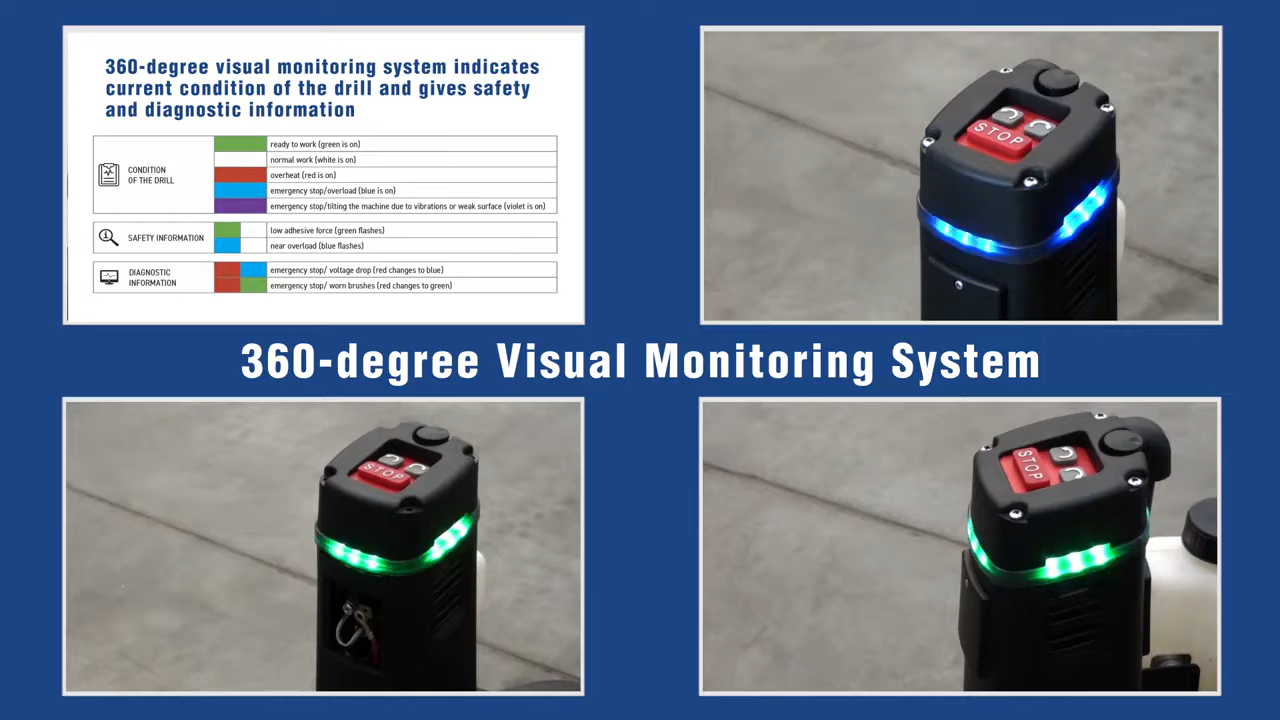 360-degree visual monitoring system indicates
current condition of the drill and gives safety
and diagnostic information
CONDITION
OF THE DRILL
ready to work (green is on)
normal work (white is on)
overheat (red is on)
emergency stop/overload (blue is on)
emergency stop/tilting the machine due to vibrations or weak surface (violet is on)
SAFETY INFORMATION
low adhesive force (green flashes)
near overload (blue flashes)
DIAGNOSTIC
INFORMATION
emergency stop/ voltage drop (red changes to blue)
emergency stop/ worn brushes (red changes to green)
STOP
360-degree Visual Monitoring System
STOP
STOP